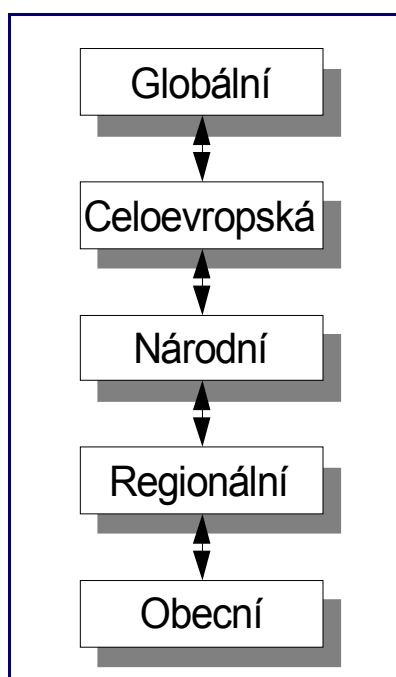 Globální
Celoevropská
Národní
Regionální
Obecní